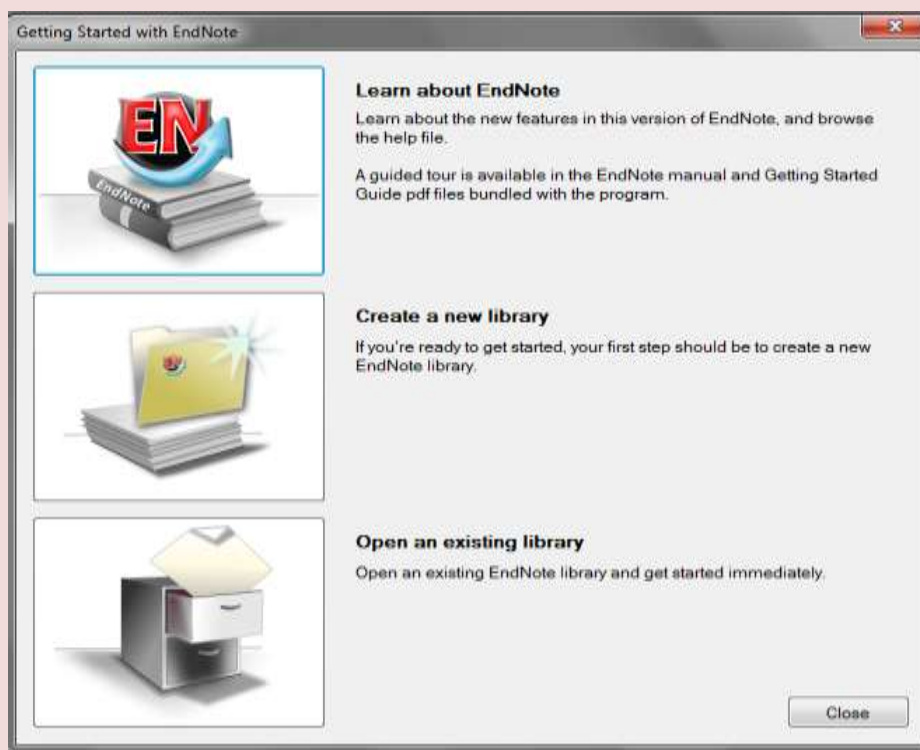 Getting Started with EndNote
EN
EndNote
Learn about EndNote
Learn about the new features in this version of EndNote, and browse
the help file.
A guided tour is available in the EndNote manual and Getting Started
Guide pdf files bundled with the program.
EN
Create a new library
If you're ready to get started, your first step should be to create a new
EndNote library.
Open an existing library
Open an existing EndNote library and get started immediately.
Close